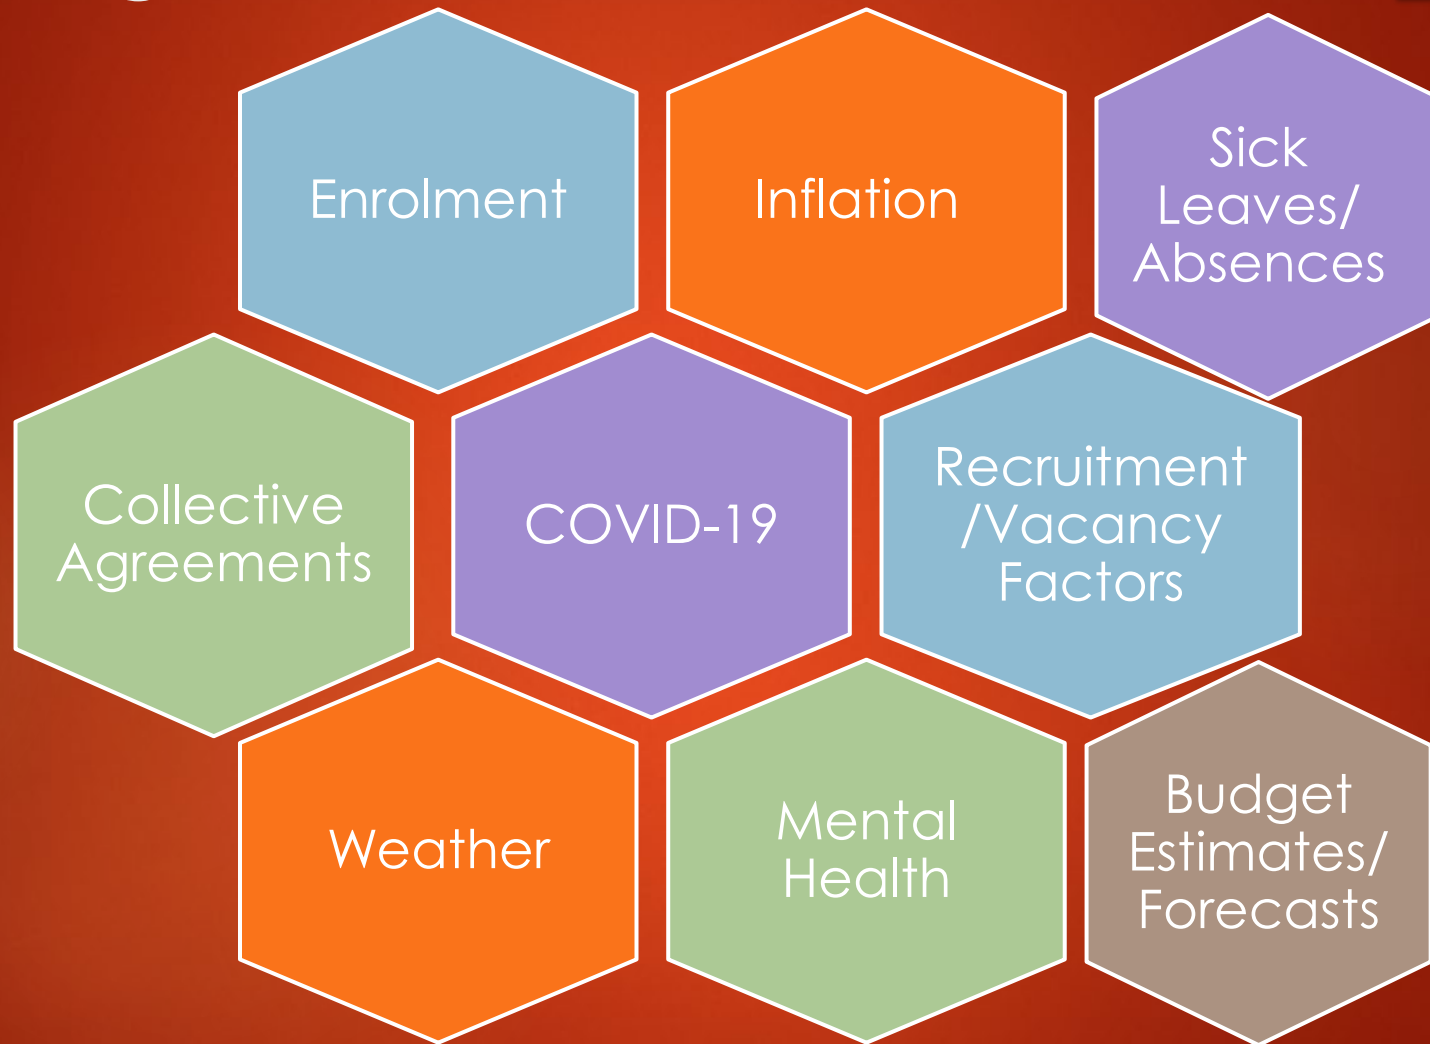 Enrolment
Inflation
Sick
Leaves/
Absences
Collective
Agreements
COVID-19
Recruitment
/Vacancy
Factors
Weather
Mental
Health
Budget
Estimates/
Forecasts